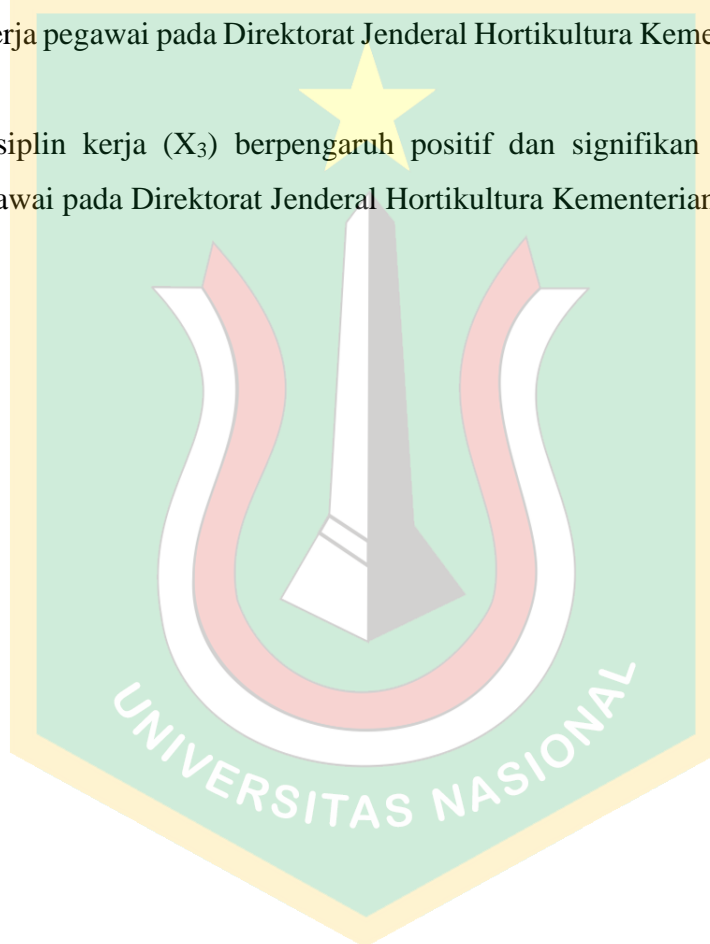 erja pegawai pada Direktorat Jenderal Hortikultura Keme
siplin kerja (X₃) berpengaruh positif dan signifikan
awai pada Direktorat Jenderal Hortikultura Kementerian
UNIVERSITAS NASIONAL